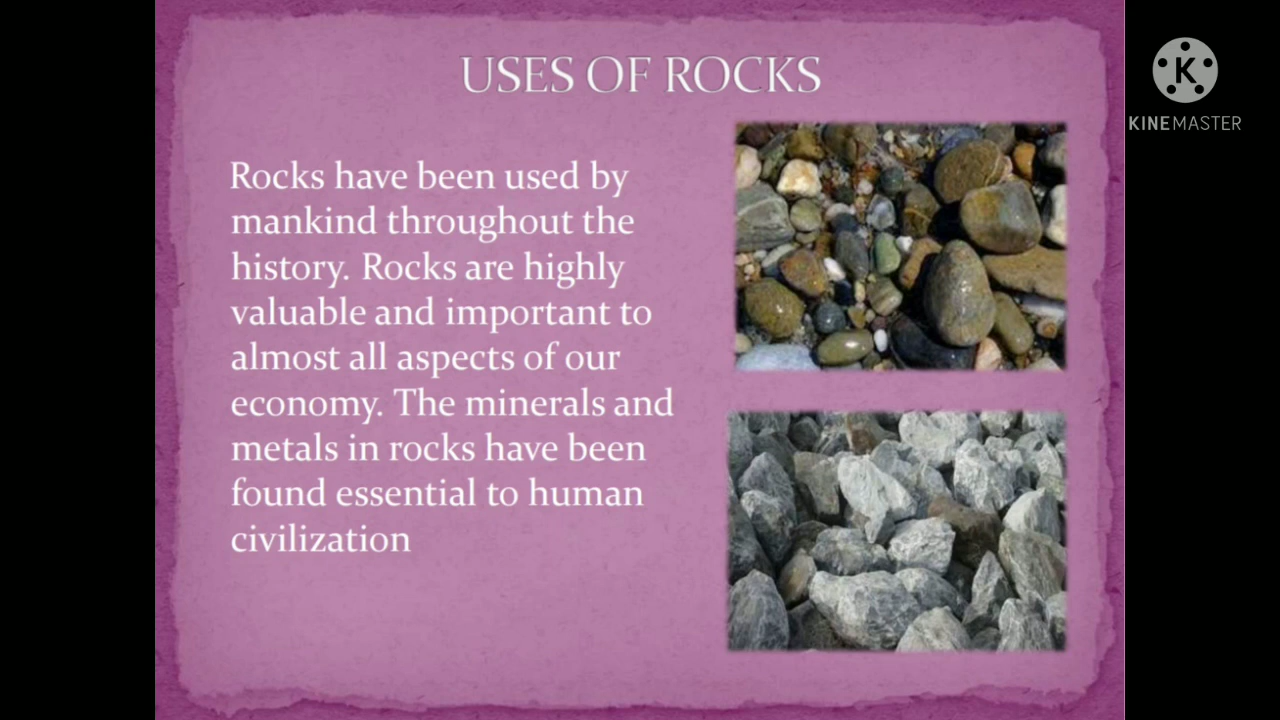 USES OF ROCKS
Rocks have been used by
mankind throughout the
history. Rocks are highly
valuable and important to
almost all aspects of our
economy. The minerals and
metals in rocks have been
found essential to human
civilization
K
KINEMASTER